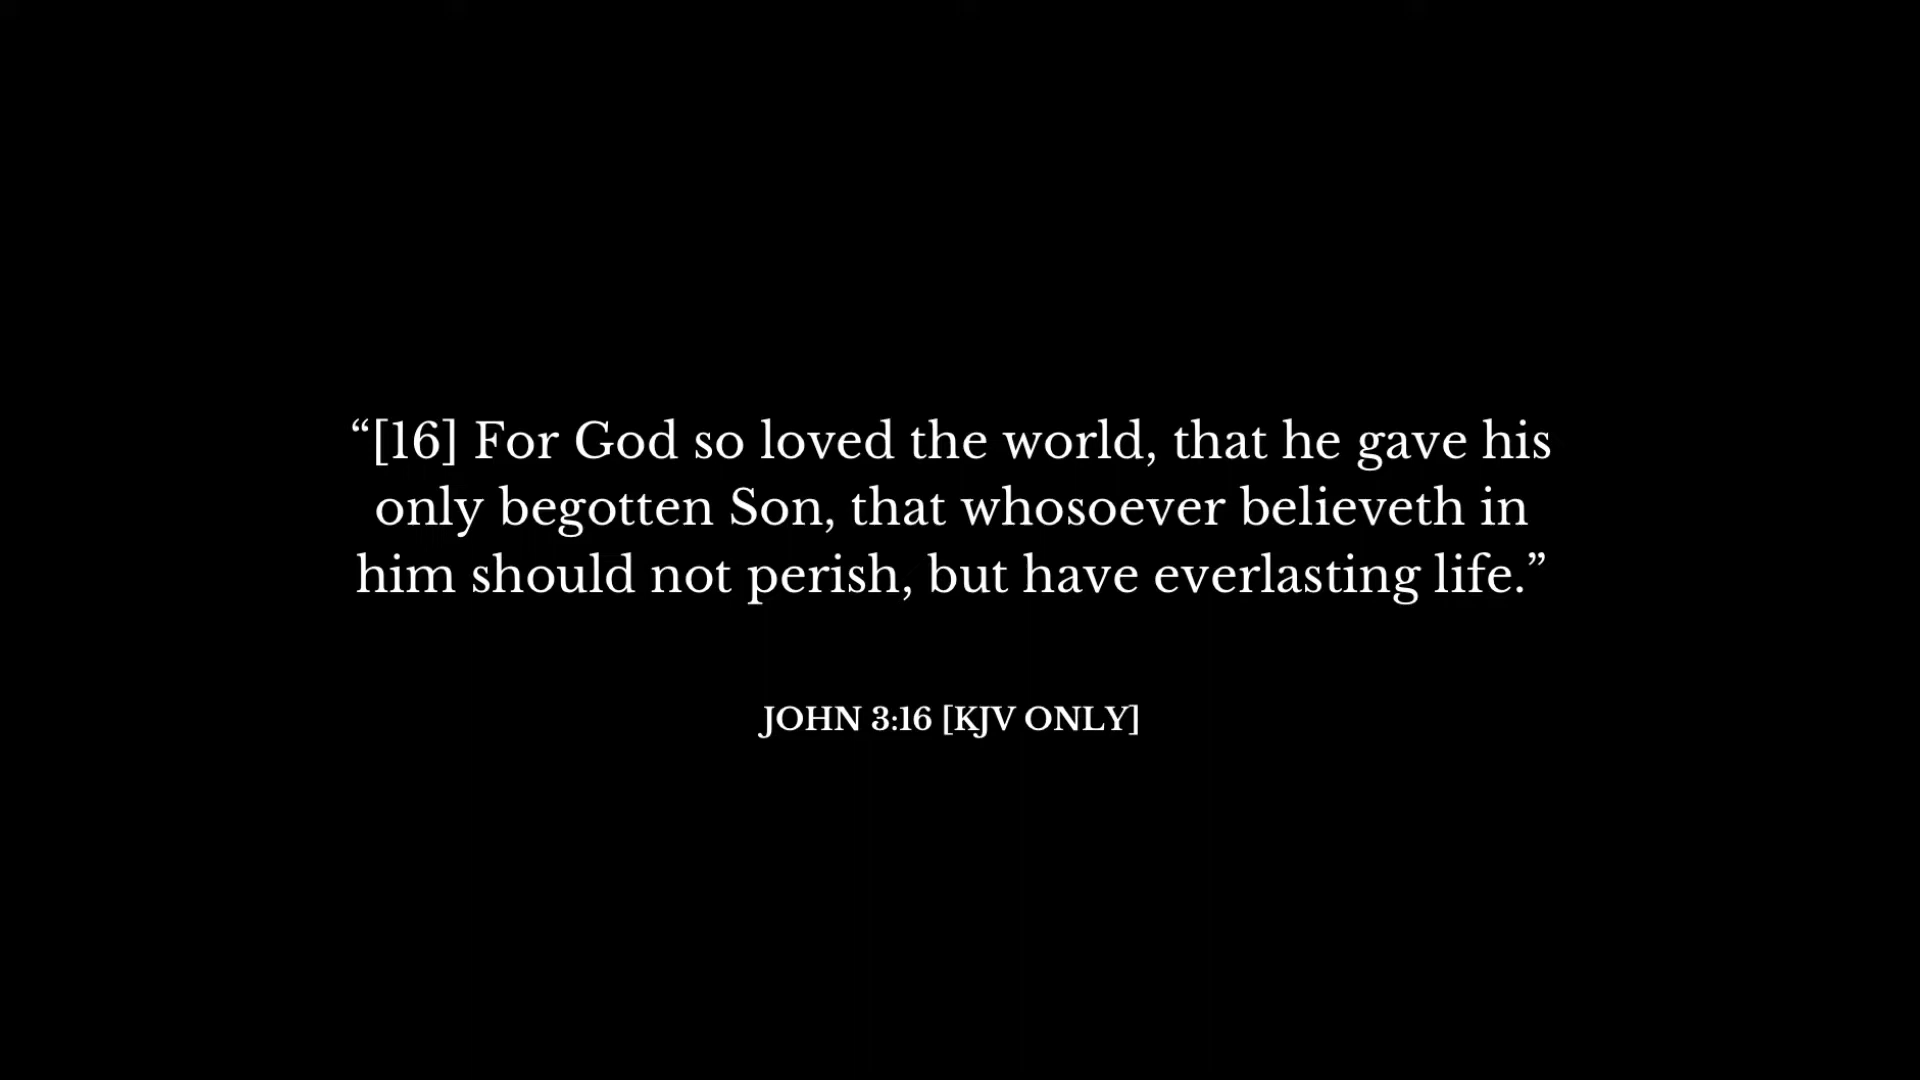 “[16] For God so loved the world, that he gave his
only begotten Son, that whosoever believeth in
him should not perish, but have everlasting life.”
JOHN 3:16 [KJV ONLY]